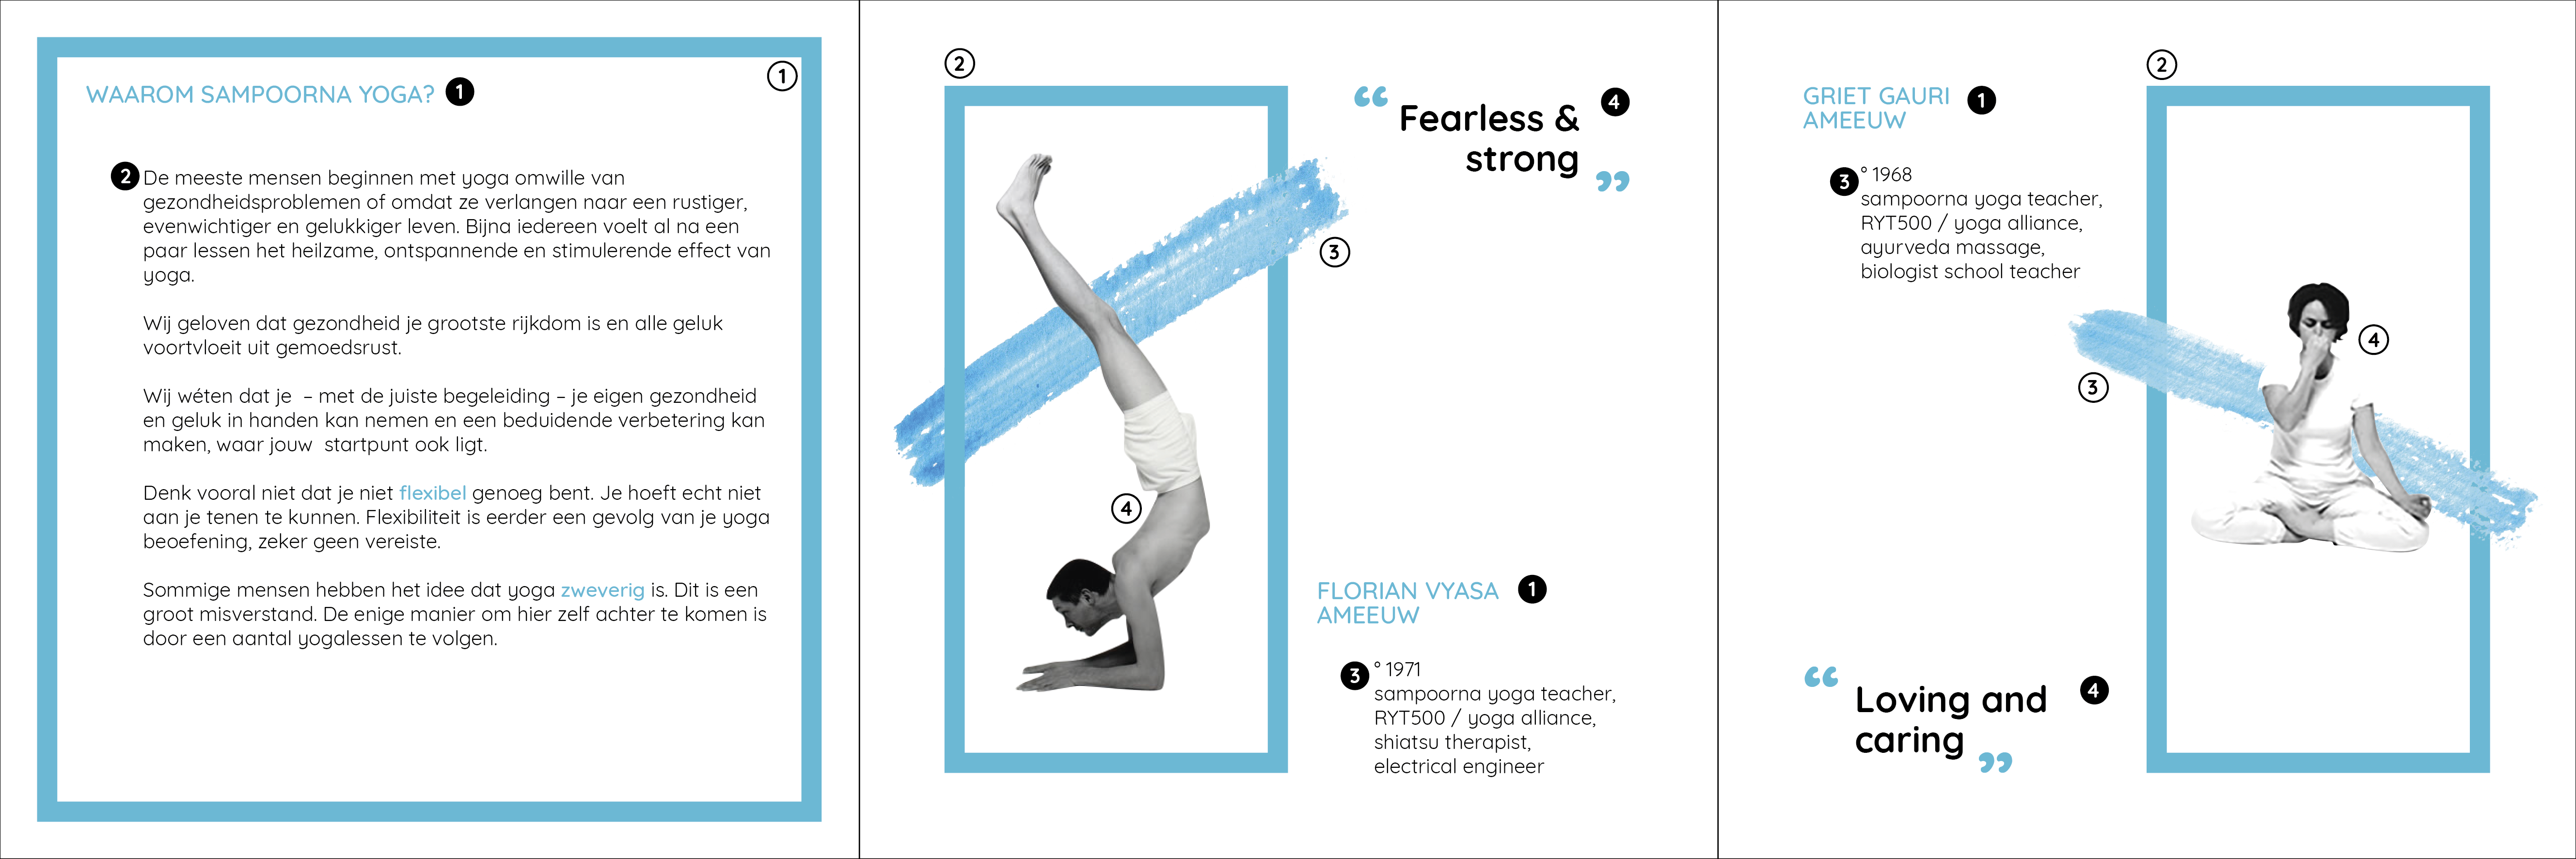 WAAROM SAMPOORNA YOGA? 1
1
2 De meeste mensen beginnen met yoga omwille van
gezondheidsproblemen of omdat ze verlangen naar een rustiger,
evenwichtiger en gelukkiger leven. Bijna iedereen voelt al na een
paar lessen het heilzame, ontspannende en stimulerende effect van
yoga.
Wij geloven dat gezondheid je grootste rijkdom is en alle geluk
voortvloeit uit gemoedsrust.
Wij wéten dat je – met de juiste begeleiding – je eigen gezondheid
en geluk in handen kan nemen en een beduidende verbetering kan
maken, waar jouw startpunt ook ligt.
Denk vooral niet dat je niet flexibel genoeg bent. Je hoeft echt niet
aan je tenen te kunnen. Flexibiliteit is eerder een gevolg van je yoga
beoefening, zeker geen vereiste.
Sommige mensen hebben het idee dat yoga zweverig is. Dit is een
groot misverstand. De enige manier om hier zelf achter te komen is
door een aantal yogalessen te volgen.
2
“ Fearless & 4
strong ”
3
4
FLORIAN VYASA 1
AMEEUW
3 ° 1971
sampoorna yoga teacher,
RYT500 / yoga alliance,
shiatsu therapist,
electrical engineer
2
GRIET GAURI 1
AMEEUW
3 ° 1968
sampoorna yoga teacher,
RYT500 / yoga alliance,
ayurveda massage,
biologist school teacher
4
3
“ Loving and 4
caring ”